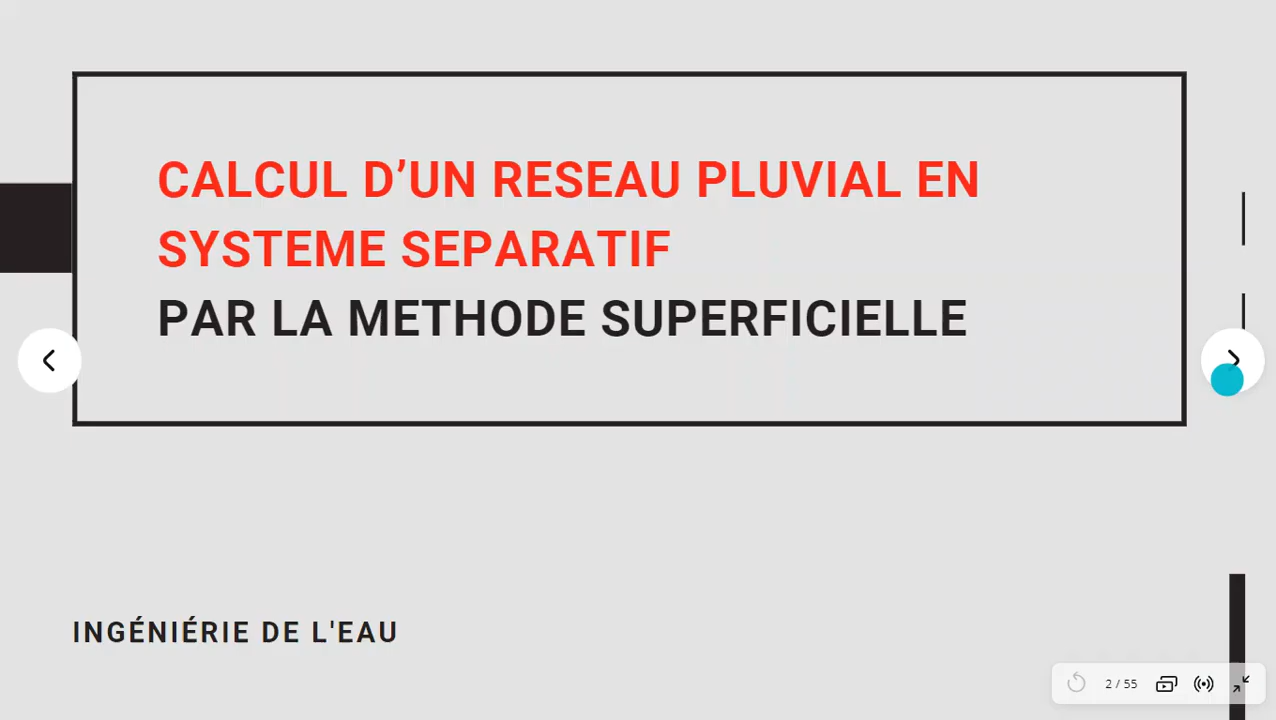 CALCUL D’UN RESEAU PLUVIAL EN
SYSTEME SEPARATIF
PAR LA METHODE SUPERFICIELLE
INGÉNIÉRIE DE L'EAU
2 / 55